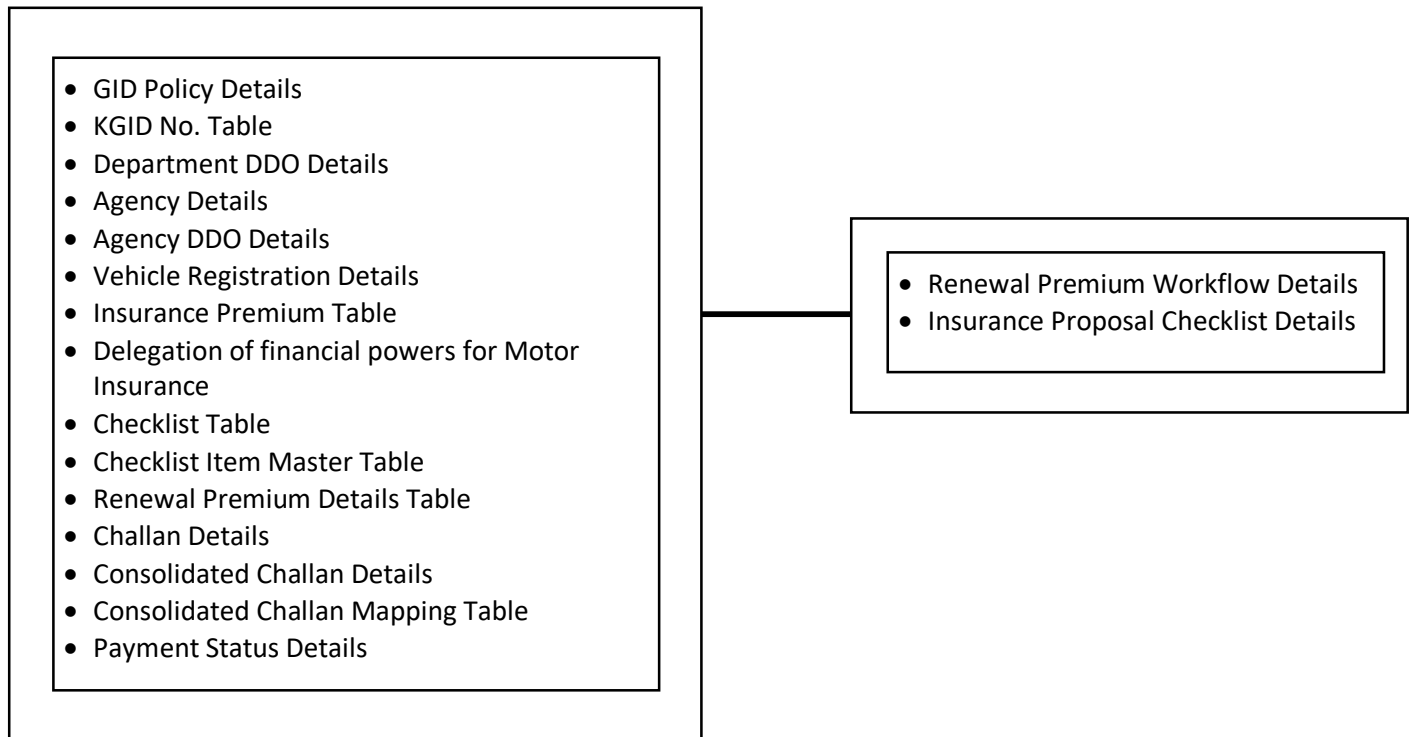 • GID Policy Details
• KGID No. Table
• Department DDO Details
• Agency Details
• Agency DDO Details
• Vehicle Registration Details
• Insurance Premium Table
• Delegation of financial powers for Motor
Insurance
• Checklist Table
• Checklist Item Master Table
• Renewal Premium Details Table
• Challan Details
• Consolidated Challan Details
• Consolidated Challan Mapping Table
• Payment Status Details
• Renewal Premium Workflow Details
• Insurance Proposal Checklist Details